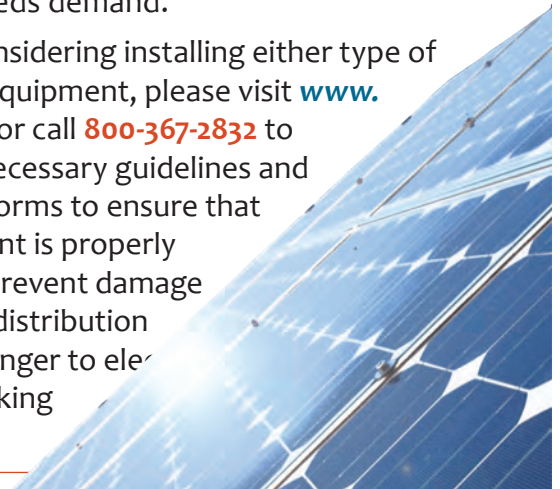 eds demand.
nsidering installing either type of
quipment, please visit www.
or call 800-367-2832 to
ecessary guidelines and
orms to ensure that
nt is properly
revent damage
distribution
nger to elec
king